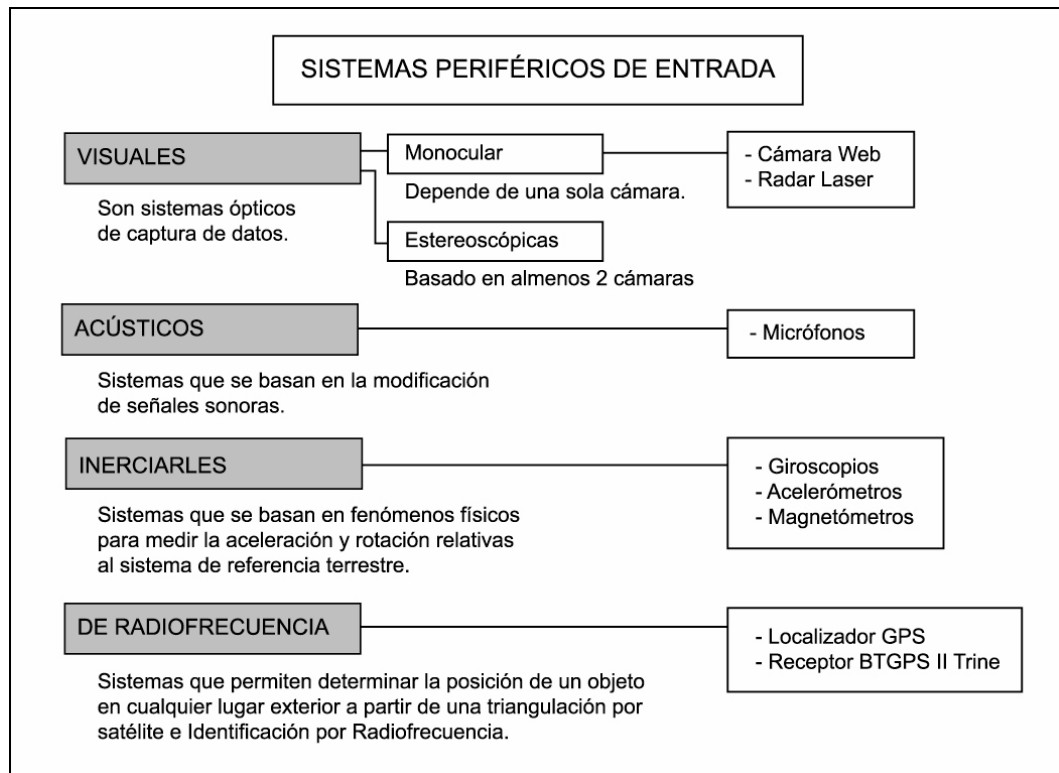 SISTEMAS PERIFÉRICOS DE ENTRADA
VISUALES
Son sistemas ópticos
de captura de datos.
Monocular
Depende de una sola cámara.
- Cámara Web
- Radar Laser
Estereoscópicas
Basado en almenos 2 cámaras
ACÚSTICOS
Sistemas que se basan en la modificación
de señales sonoras.
- Micrófonos
INERCIARLES
Sistemas que se basan en fenómenos físicos
para medir la aceleración y rotación relativas
al sistema de referencia terrestre.
- Giroscopios
- Acelerómetros
- Magnetómetros
DE RADIOFRECUENCIA
Sistemas que permiten determinar la posición de un objeto
en cualquier lugar exterior a partir de una triangulación por
satélite e Identificación por Radiofrecuencia.
- Localizador GPS
- Receptor BTGPS II Trine